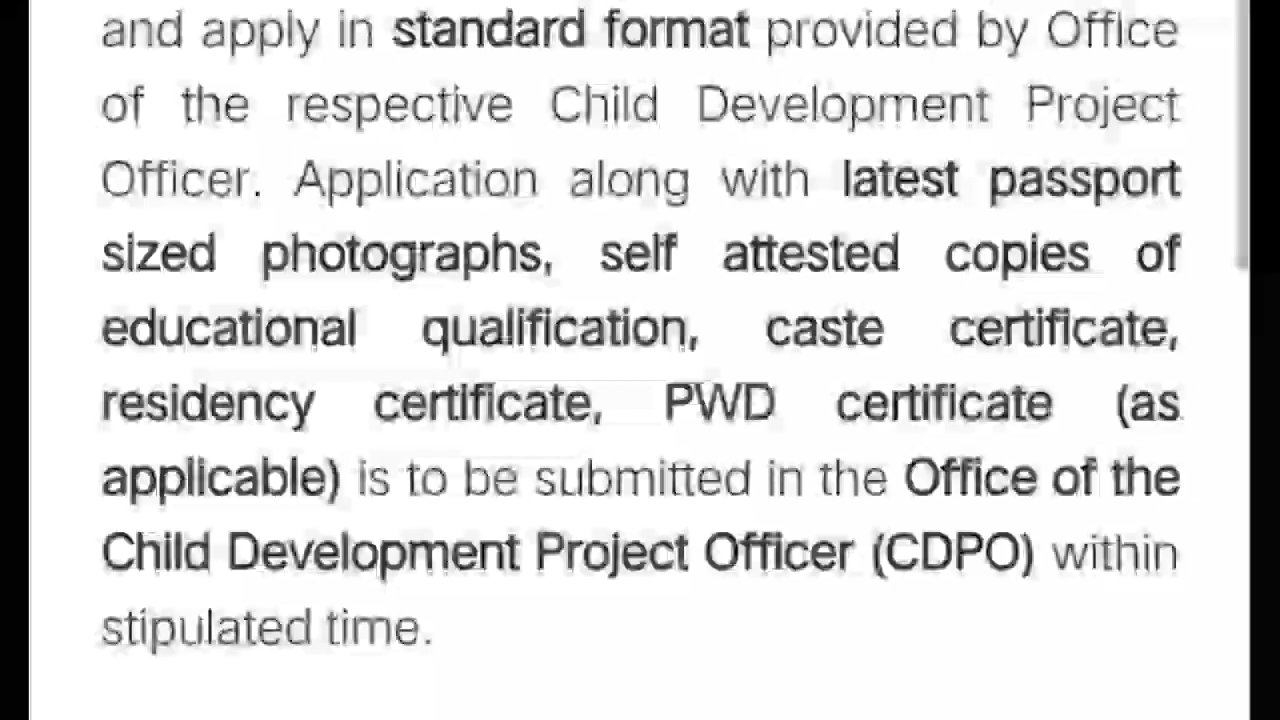 and apply in standard format provided by Office
of the respective Child Development Project
Officer. Application along with latest passport
sized photographs, self attested copies of
educational qualification, caste certificate,
residency certificate, PWD certificate (as
applicable) is to be submitted in the Office of the
Child Development Project Officer (CDPO) within
stipulated time.